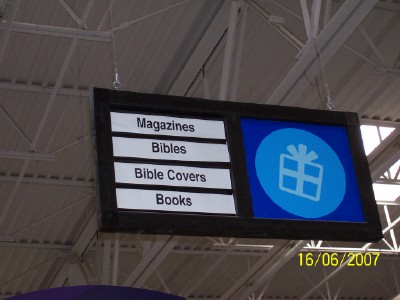 Magazines
Bibles
Bible Covers
Books
16/06/2007